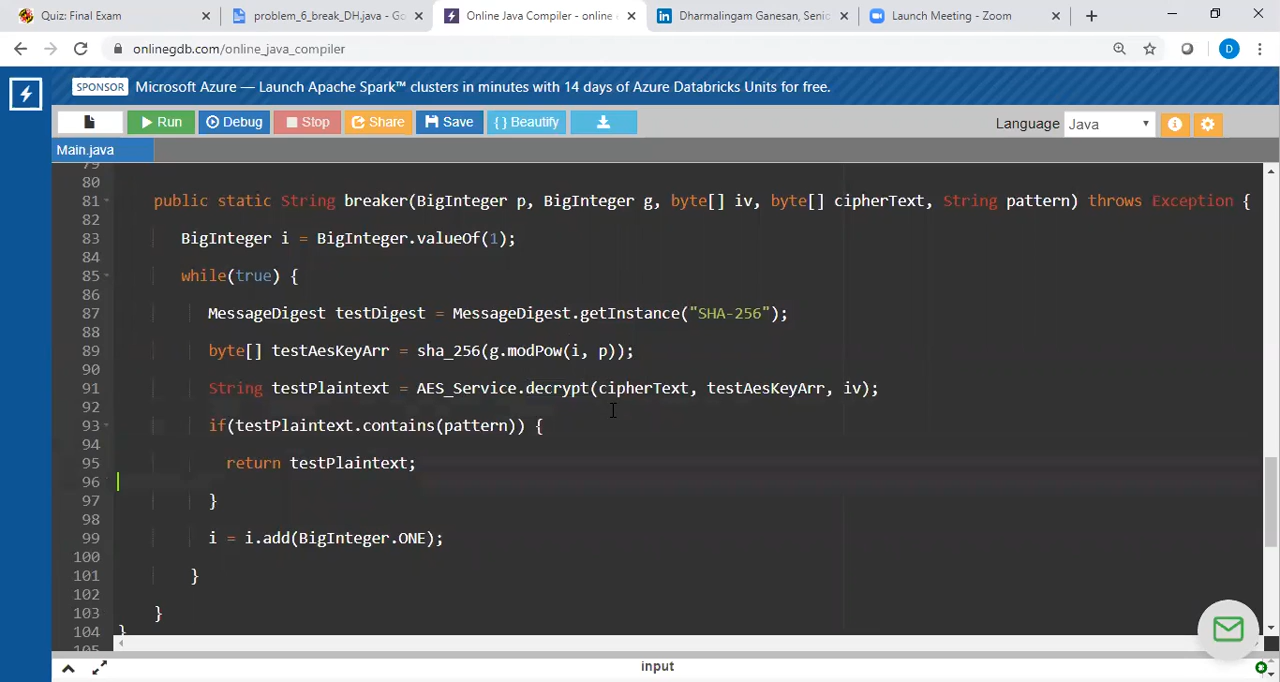 Quiz: Final Exam
problem_6_break_DH.java - Go
Online Java Compiler - online
Dharmalingam Ganesan, Senio
Launch Meeting - Zoom
onlinegdb.com/online_java_compiler
D
SPONSOR Microsoft Azure — Launch Apache Spark™ clusters in minutes with 14 days of Azure Databricks Units for free.
Run Debug Stop Share Save { } Beautify Language Java
Main.java
79
80
81 public static String breaker(BigInteger p, BigInteger g, byte[] iv, byte[] cipherText, String pattern) throws Exception {
82
83 BigInteger i = BigInteger.valueOf(1);
84
85 while(true) {
86
87 MessageDigest testDigest = MessageDigest.getInstance("SHA-256");
88
89 byte[] testAesKeyArr = sha_256(g.modPow(i, p));
90
91 String testPlaintext = AES_Service.decrypt(cipherText, testAesKeyArr, iv);
92
93 if(testPlaintext.contains(pattern)) {
94
95 return testPlaintext;
96
97 }
98
99 i = i.add(BigInteger.ONE);
100
101 }
102
103 }
104 }
105
input